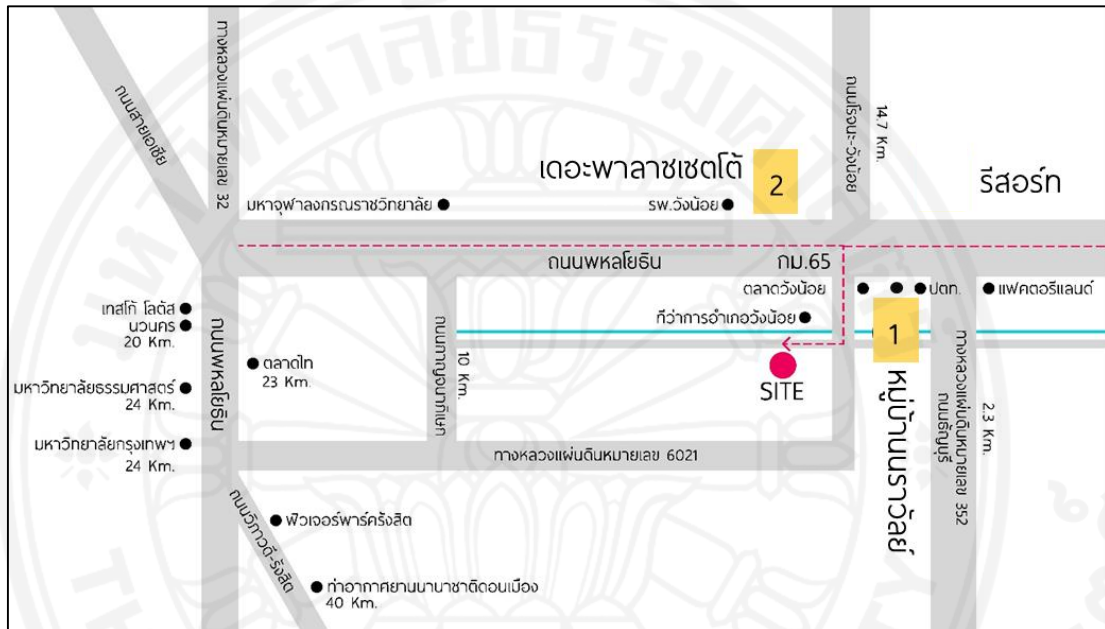 ถนนสายเอเชีย
ทางหลวงแผ่นดินหมายเลข 32
ถนนโรจนะ-วังน้อย
14.7 Km.
เดอะพาลาซเซตโต้
2
รีสอร์ท
มหาจุฬาลงกรณราชวิทยาลัย
รพ.วังน้อย
ถนนพหลโยธิน
กม.65
ตลาดวังน้อย
ปตท.
แฟคตอรี่แลนด์
ที่ว่าการอำเภอวังน้อย
1
หมู่บ้านนราวัลย์
SITE
เทสโก้ โลตัส
นวนคร
20 Km.
ถนนพหลโยธิน
ตลาดไท
23 Km.
ถนนกาญจนาภิเษก
10 Km.
มหาวิทยาลัยธรรมศาสตร์
24 Km.
มหาวิทยาลัยกรุงเทพฯ
24 Km.
ทางหลวงแผ่นดินหมายเลข 6021
ทางหลวงแผ่นดินหมายเลข 352
ถนนธัญบุรี
2.3 Km.
ถนนวิภาวดี-รังสิต
ฟิวเจอร์พาร์ครังสิต
ท่าอากาศยานนานาชาติดอนเมือง
40 Km.